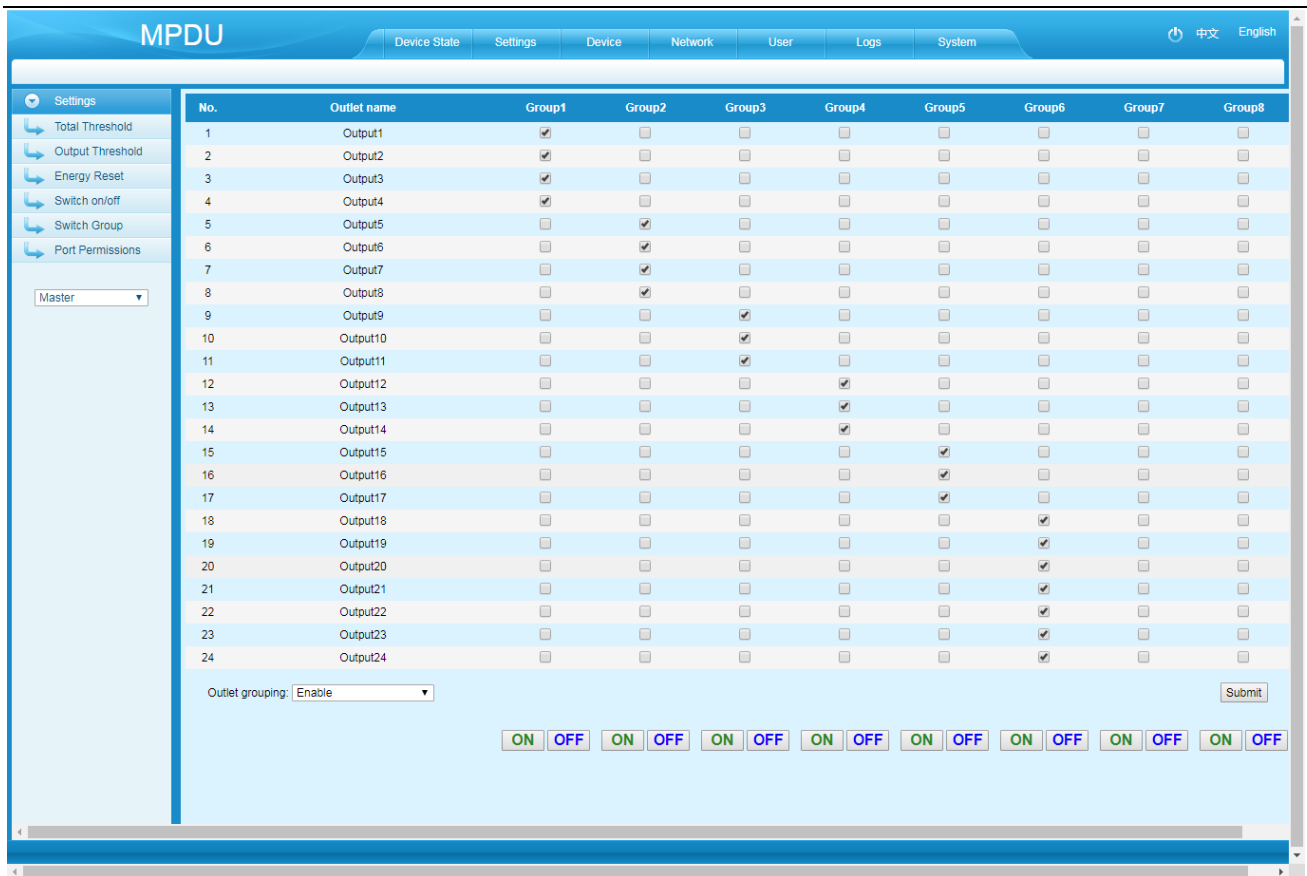 MPDU
Device State Settings Device Network User Logs System
中文 English
Settings
Total Threshold
Output Threshold
Energy Reset
Switch on/off
Switch Group
Port Permissions
Master
No. Outlet name Group1 Group2 Group3 Group4 Group5 Group6 Group7 Group8
1 Output1
2 Output2
3 Output3
4 Output4
5 Output5
6 Output6
7 Output7
8 Output8
9 Output9
10 Output10
11 Output11
12 Output12
13 Output13
14 Output14
15 Output15
16 Output16
17 Output17
18 Output18
19 Output19
20 Output20
21 Output21
22 Output22
23 Output23
24 Output24
Outlet grouping: Enable Submit
ON OFF ON OFF ON OFF ON OFF ON OFF ON OFF ON OFF ON OFF